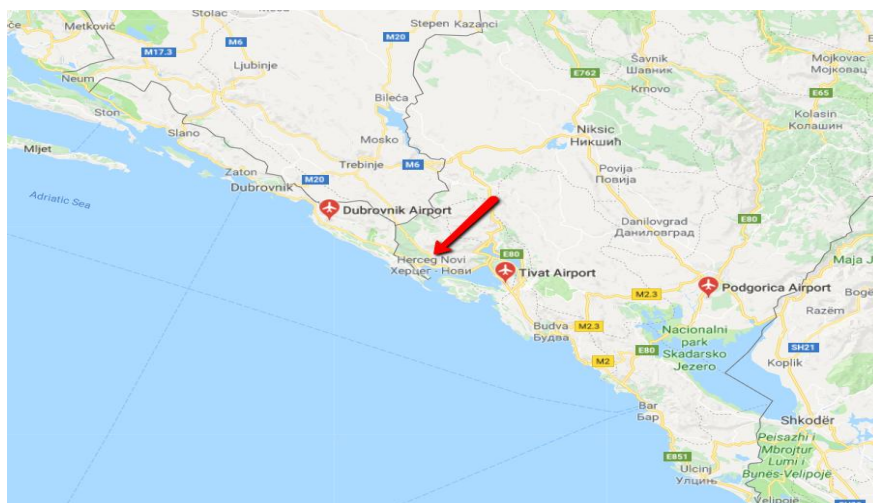 Metković
Stolac
Stepen Kazanci
M6
M20
M17.3
Ljubinje
Šavnik
Шавник
Mojkovac
Мојковац
E762
Krnovo
Neum
E65
Bileća
Ston
Kolasin
Колашин
Slano
Mosko
Niksic
Никшић
Mljet
Trebinje
M6
Povija
Повија
Zaton
M20
Dubrovnik
Adriatic Sea
Dubrovnik Airport
Danilovgrad
Даниловград
E80
E80
Herceg Novi
Херцег - Нови
Tivat Airport
Maja J
Podgorica Airport
M2.3
Bogë
Razëm
Budva
Будва
M2.3
Nacionalni
park
Skadarsko
Jezero
E80
SH21
M2
Koplik
Bar
Бар
Shkodër
Peisazhi i
Mbrojtur
Lumi i
Bunës-Velipojë
E851
Ulcinj
Улцињ
Velipojë